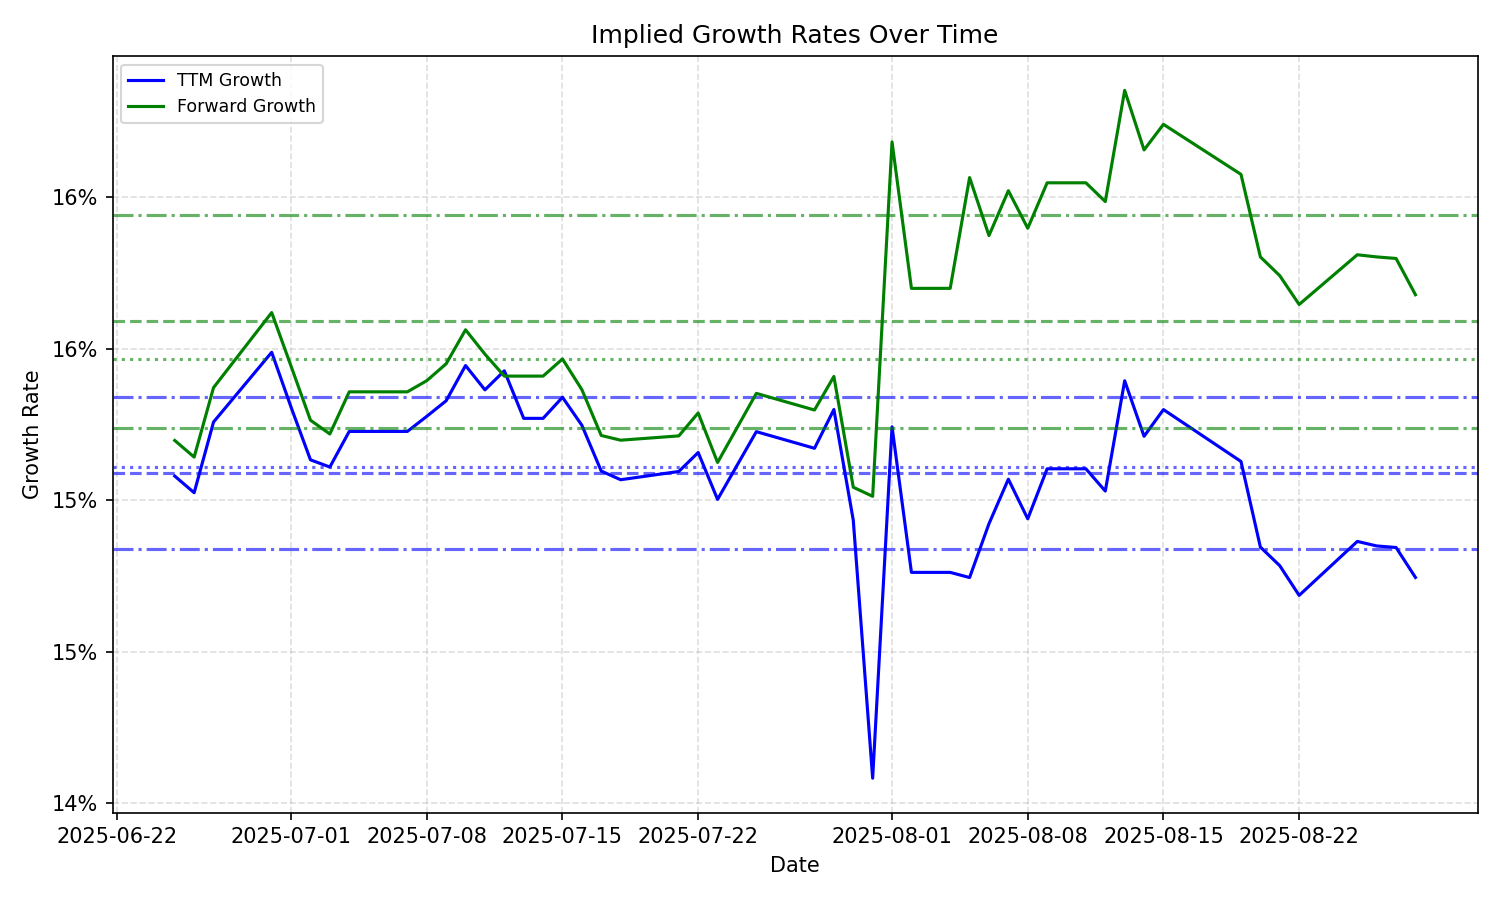 Implied Growth Rates Over Time
TTM Growth
Forward Growth
16%
16%
15%
15%
14%
Growth Rate
2025-06-22 2025-07-01 2025-07-08 2025-07-15 2025-07-22 2025-08-01 2025-08-08 2025-08-15 2025-08-22
Date